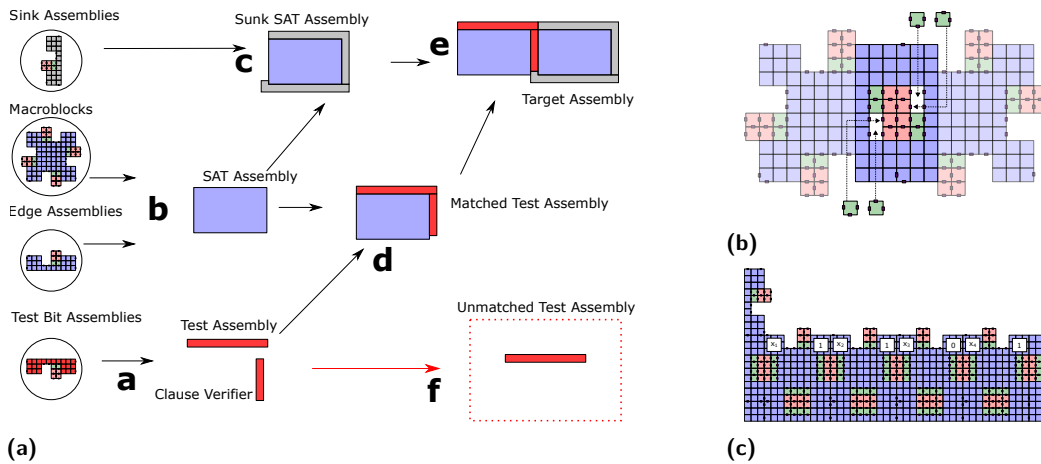 Sink Assemblies
Sunk SAT Assembly
c
e
Target Assembly
Macroblocks
SAT Assembly
b
Matched Test Assembly
Edge Assemblies
d
Test Bit Assemblies
Test Assembly
Unmatched Test Assembly
a
Clause Verifier
f
(a)
(b)
x₁ 1 x₂ 1 x₃ 0 x₄ 1
(c)